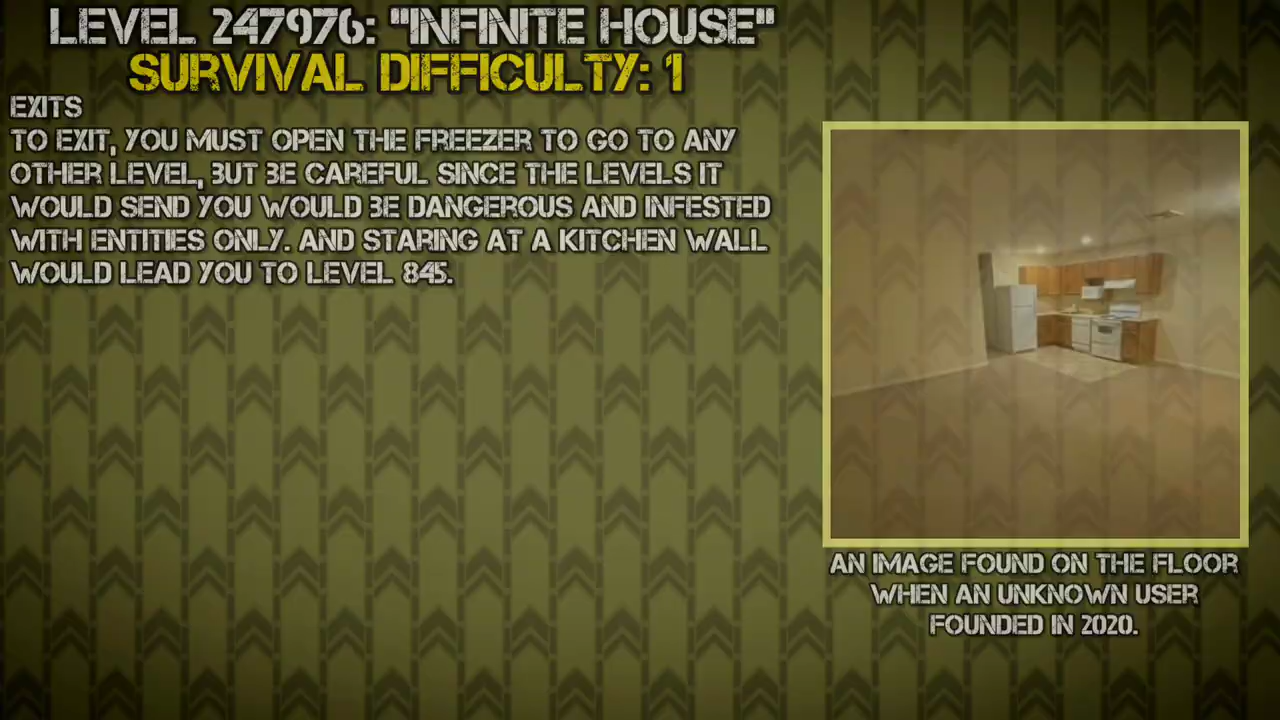 LEVEL 247976: "INFINITE HOUSE"
SURVIVAL DIFFICULTY: 1
EXITS
TO EXIT, YOU MUST OPEN THE FREEZER TO GO TO ANY
OTHER LEVEL, BUT BE CAREFUL SINCE THE LEVELS IT
WOULD SEND YOU WOULD BE DANGEROUS AND INFESTED
WITH ENTITIES ONLY. AND STARING AT A KITCHEN WALL
WOULD LEAD YOU TO LEVEL 845.
AN IMAGE FOUND ON THE FLOOR
WHEN AN UNKNOWN USER
FOUNDED IN 2020.